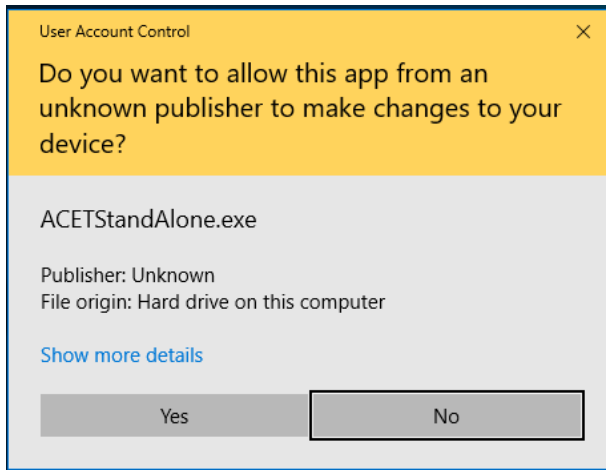 User Account Control
Do you want to allow this app from an
unknown publisher to make changes to your
device?
ACETStandAlone.exe
Publisher: Unknown
File origin: Hard drive on this computer
Show more details
Yes
No